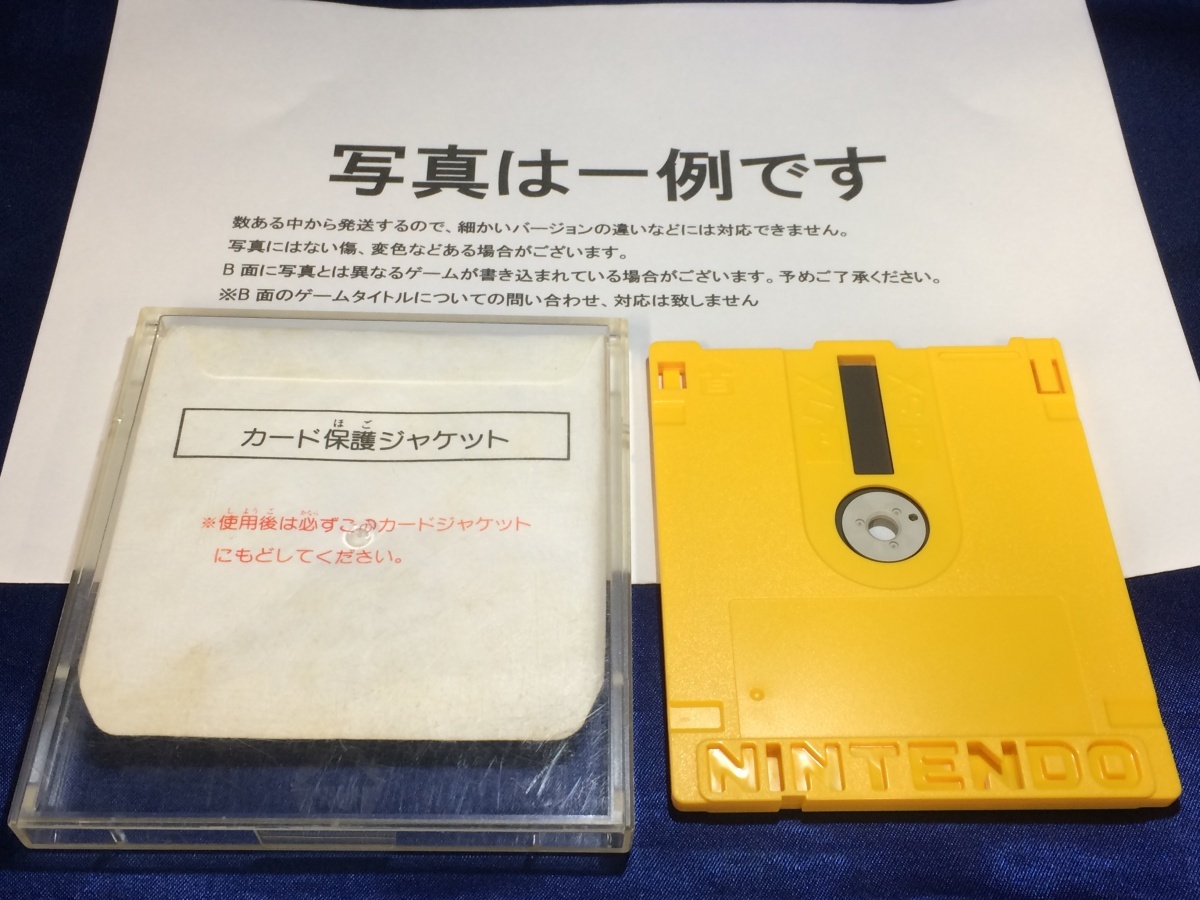 写真は一例です
数ある中から発送するので、細かいバージョンの違いなどには対応できません。
写真にはない傷、変色などある場合がございます。
B 面に写真とは異なるゲームが書き込まれている場合がございます。予めご了承ください。
※B 面のゲームタイトルについての問い合わせ、対応は致しません
ほご
カード保護ジャケット
しようご かなら
※使用後は必ずこのカードジャケット
にもどしてください。
NINTENDO